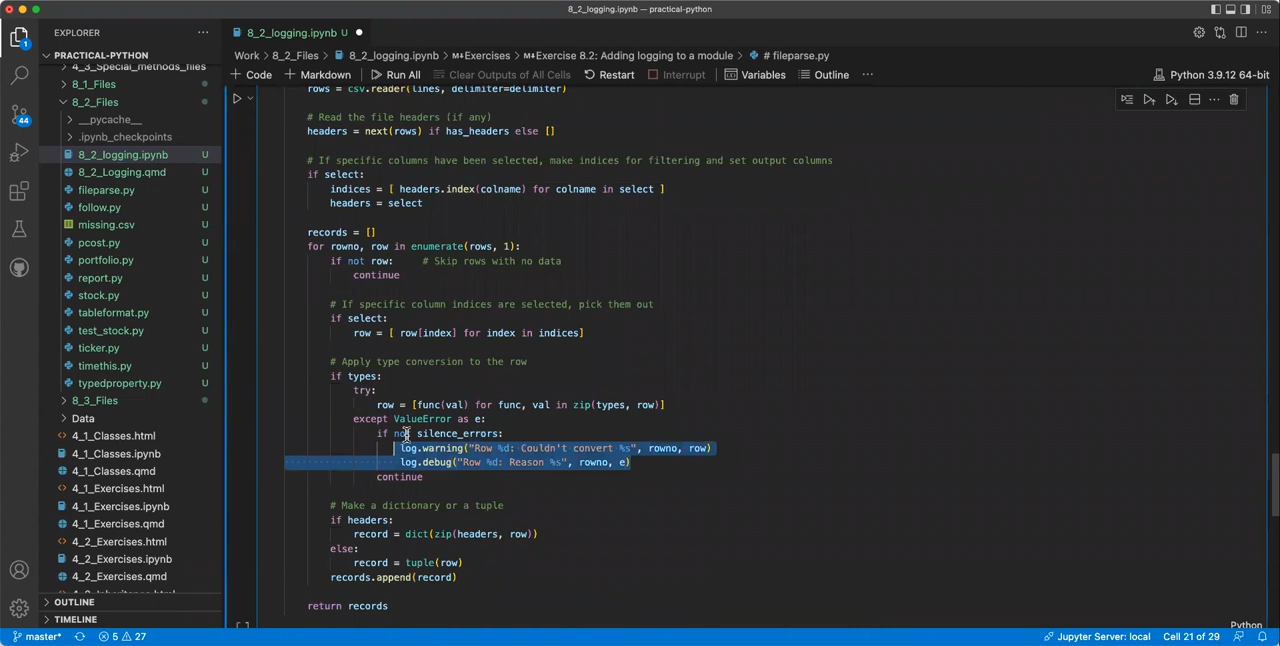 8_2_logging.ipynb — practical-python
EXPLORER
PRACTICAL-PYTHON
4_3_Special_methods_files
8_1_Files
8_2_Files
__pycache__
.ipynb_checkpoints
8_2_logging.ipynb U
8_2_Logging.qmd U
fileparse.py U
follow.py U
missing.csv U
pcost.py U
portfolio.py U
report.py U
stock.py U
tableformat.py U
test_stock.py U
ticker.py U
timethis.py U
typedproperty.py U
8_3_Files
Data
4_1_Classes.html
4_1_Classes.ipynb
4_1_Classes.qmd
4_1_Exercises.html
4_1_Exercises.ipynb
4_1_Exercises.qmd
4_2_Exercises.html
4_2_Exercises.ipynb
4_2_Exercises.qmd
OUTLINE
TIMELINE
1
44
8_2_logging.ipynb U
Work > 8_2_Files > 8_2_logging.ipynb > M↓Exercises > M↓Exercise 8.2: Adding logging to a module > # fileparse.py
+ Code + Markdown Run All Clear Outputs of All Cells Restart Interrupt Variables Outline ··· Python 3.9.12 64-bit
rows = csv.reader(lines, delimiter=delimiter)
# Read the file headers (if any)
headers = next(rows) if has_headers else []
# If specific columns have been selected, make indices for filtering and set output columns
if select:
indices = [ headers.index(colname) for colname in select ]
headers = select
records = []
for rowno, row in enumerate(rows, 1):
if not row: # Skip rows with no data
continue
# If specific column indices are selected, pick them out
if select:
row = [ row[index] for index in indices]
# Apply type conversion to the row
if types:
try:
row = [func(val) for func, val in zip(types, row)]
except ValueError as e:
if not silence_errors:
log.warning("Row %d: Couldn't convert %s", rowno, row)
log.debug("Row %d: Reason %s", rowno, e)
continue
# Make a dictionary or a tuple
if headers:
record = dict(zip(headers, row))
else:
record = tuple(row)
records.append(record)
return records
[ ]
Python
master* 5 27 Jupyter Server: local Cell 21 of 29